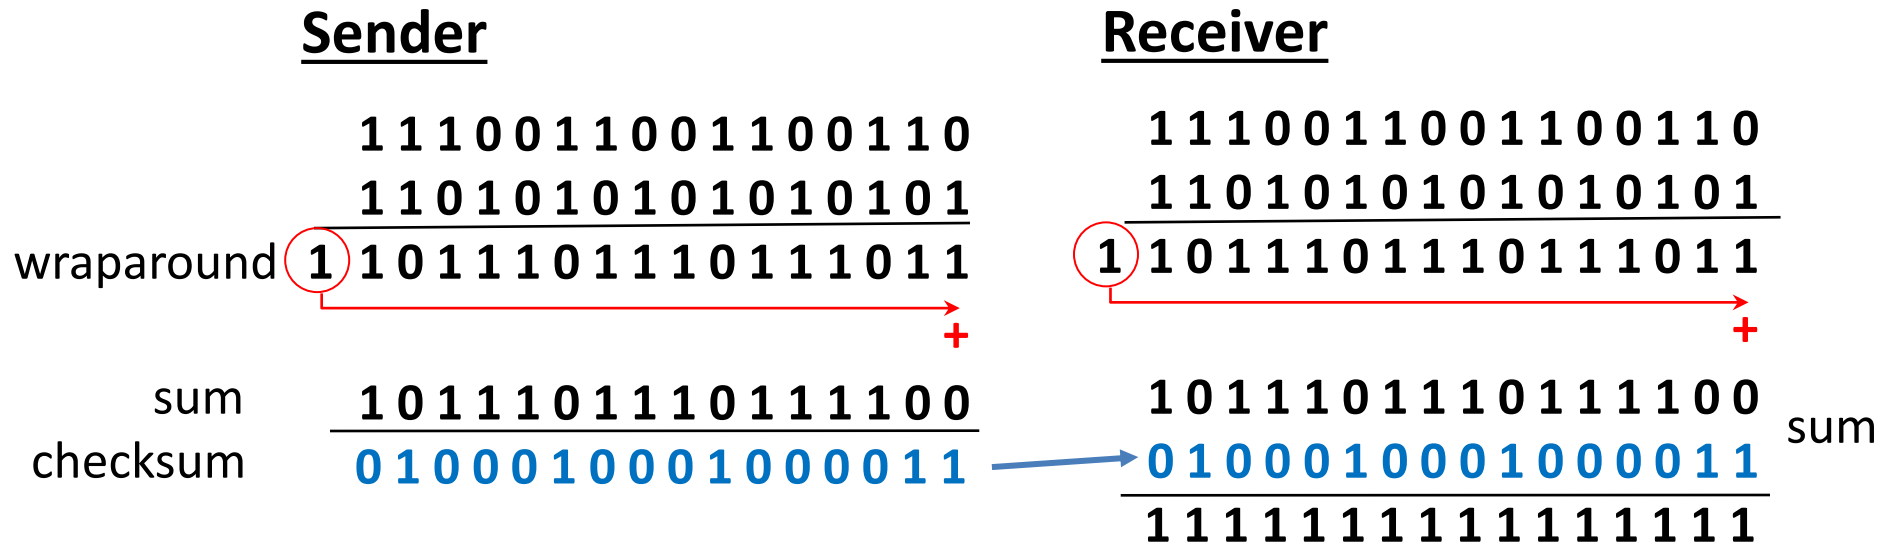 Sender
1 1 1 0 0 1 1 0 0 1 1 0 0 1 1 0
1 1 0 1 0 1 0 1 0 1 0 1 0 1 0 1
wraparound 1 1 0 1 1 1 0 1 1 1 0 1 1 1 0 1 1
+
sum 1 0 1 1 1 0 1 1 1 0 1 1 1 1 0 0
checksum 0 1 0 0 0 1 0 0 0 1 0 0 0 0 1 1
Receiver
1 1 1 0 0 1 1 0 0 1 1 0 0 1 1 0
1 1 0 1 0 1 0 1 0 1 0 1 0 1 0 1
1 1 0 1 1 1 0 1 1 1 0 1 1 1 0 1 1
+
1 0 1 1 1 0 1 1 1 0 1 1 1 1 0 0
sum
0 1 0 0 0 1 0 0 0 1 0 0 0 0 1 1
1 1 1 1 1 1 1 1 1 1 1 1 1 1 1 1